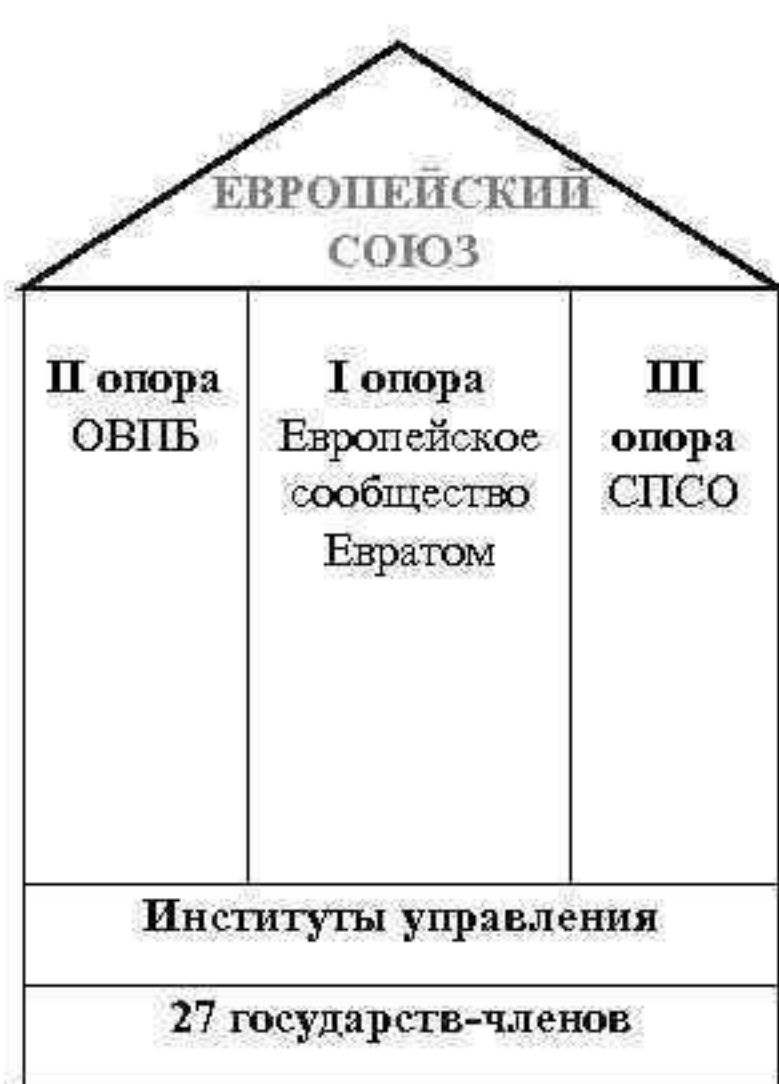 ЕВРОПЕЙСКИЙ
СОЮЗ
II опора
ОВПБ
I опора
Европейское
сообщество
Евратом
III
опора
СПСО
Институты управления
27 государств-членов